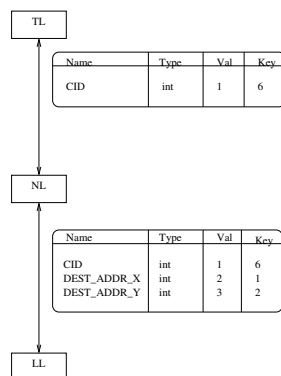 TL
Name Type Val Key
CID int 1 6
NL
Name Type Val Key
CID int 1 6
DEST_ADDR_X int 2 1
DEST_ADDR_Y int 3 2
LL